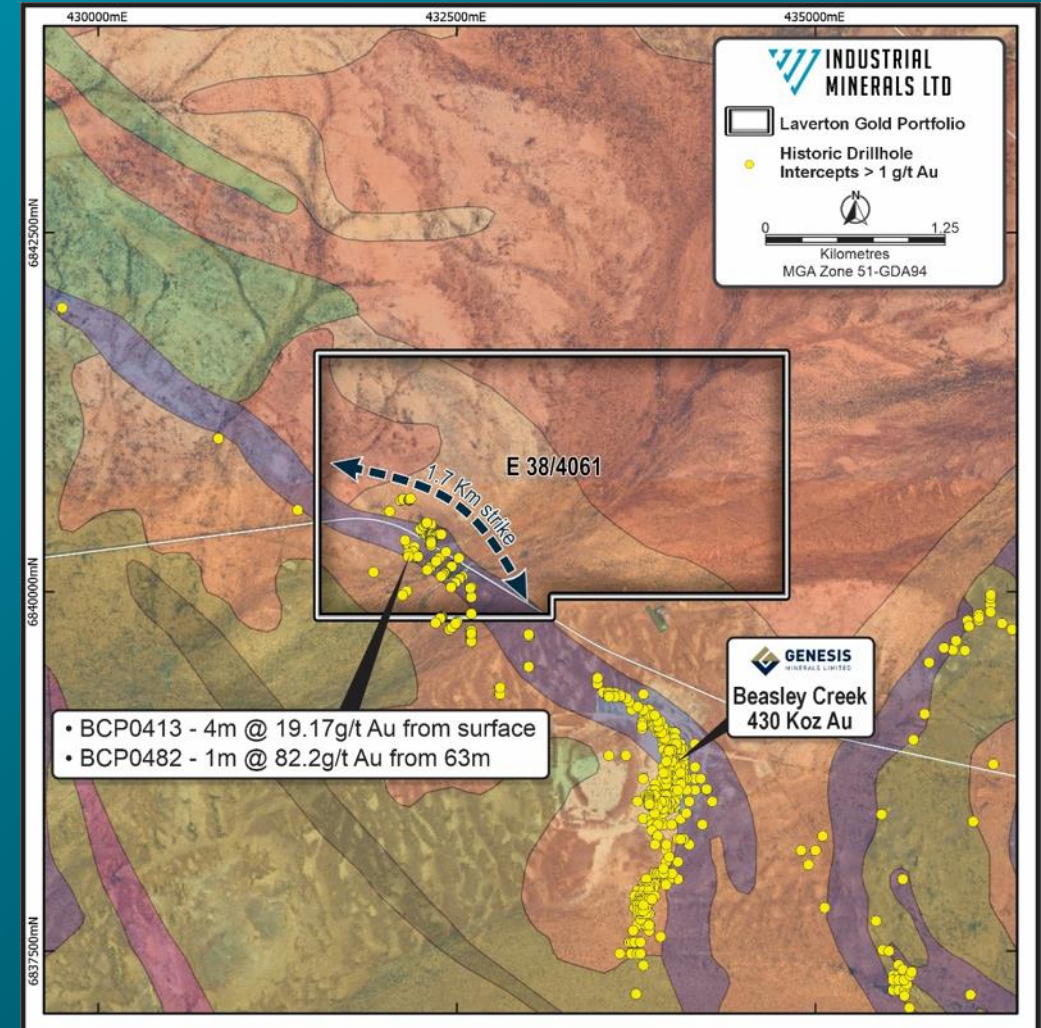 430000mE
432500mE
435000mE
6842500mN
6840000mN
6837500mN
INDUSTRIAL
MINERALS LTD
Laverton Gold Portfolio
Historic Drillhole
Intercepts > 1 g/t Au
N
0
1.25
Kilometres
MGA Zone 51-GDA94
E 38/4061
1.7 Km strike
GENESIS
MINERALS LIMITED
Beasley Creek
430 Koz Au
• BCP0413 - 4m @ 19.17g/t Au from surface
• BCP0482 - 1m @ 82.2g/t Au from 63m